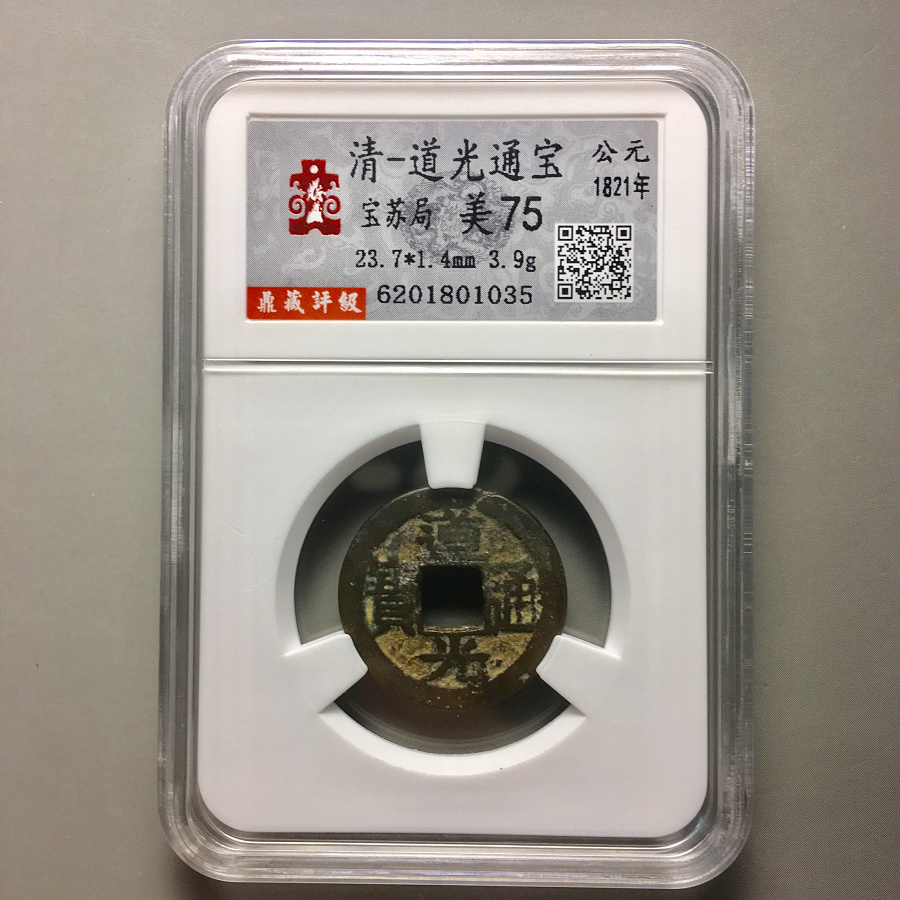 清-道光通宝
公元
1821年
宝苏局 美75
23.7*1.4mm 3.9g
鼎藏評級 6201801035
道
寶 通
光